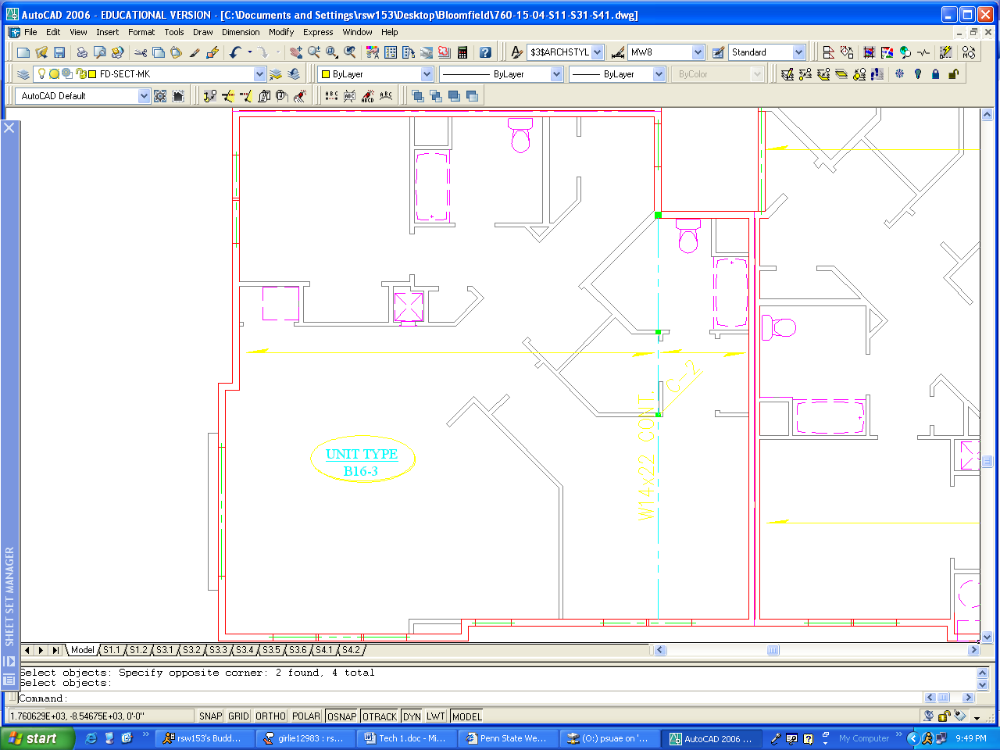 AutoCAD 2006 - EDUCATIONAL VERSION - [C:\Documents and Settings\rsw153\Desktop\Bloomfield\760-15-04-S11-S31-S41.dwg]
File Edit View Insert Format Tools Draw Dimension Modify Express Window Help
$3$ARCHSTYL MW8 Standard
FD-SECT-MK ByLayer ByLayer ByLayer ByColor
AutoCAD Default
C-2
W14x22 CONT.
UNIT TYPE
B16-3
SHEET SET MANAGER
Model S1.1 S1.2 S3.1 S3.2 S3.3 S3.4 S3.5 S3.6 S4.1 S4.2
Select objects: Specify opposite corner: 2 found, 4 total
Select objects:
Command:
1.760629E+03, -8.54675E+03, 0'-0" SNAP GRID ORTHO POLAR OSNAP OTRACK DYN LWT MODEL
start rsw153's Budd... girlie12983 : rs... Tech 1.doc - Mi... Penn State We... (O:) psuae on '... AutoCAD 2006 ... My Computer 9:49 PM